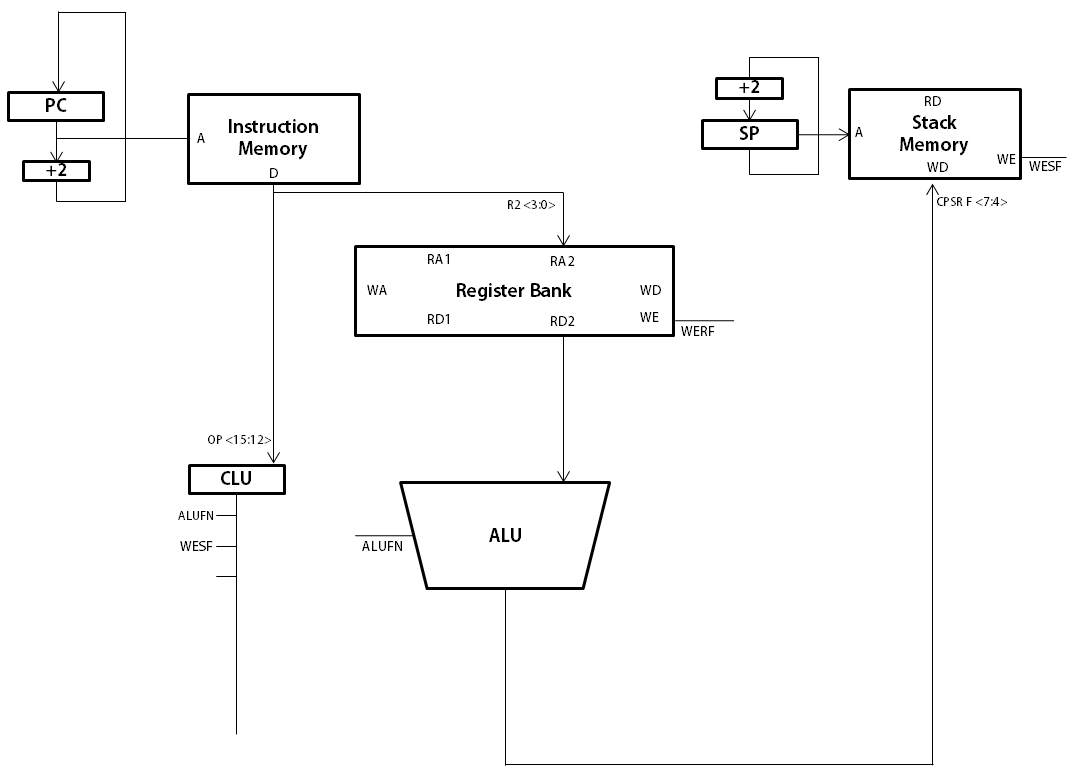 PC
+2
A
Instruction
Memory
D
+2
SP
A
RD
Stack
Memory
WD
WE
WESF
CPSR F <7:4>
R2 <3:0>
RA1
RA2
WA
Register Bank
WD
RD1
RD2
WE
WERF
OP <15:12>
CLU
ALUFN
WESF
ALUFN
ALU